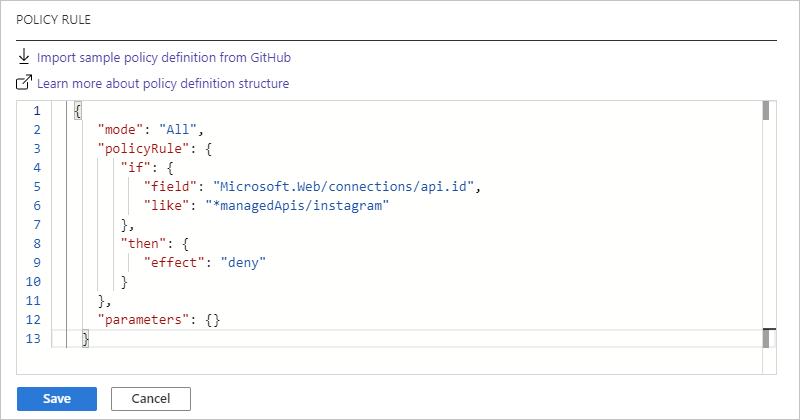 POLICY RULE
Import sample policy definition from GitHub
Learn more about policy definition structure
1 {
2 "mode": "All",
3 "policyRule": {
4 "if": {
5 "field": "Microsoft.Web/connections/api.id",
6 "like": "*managedApis/instagram"
7 },
8 "then": {
9 "effect": "deny"
10 }
11 },
12 "parameters": {}
13 }
Save Cancel